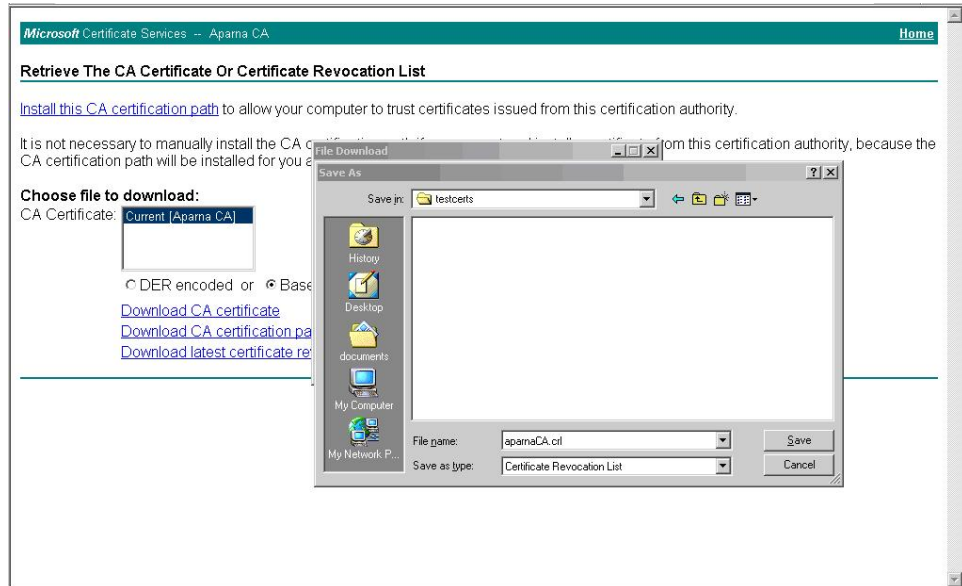 Microsoft Certificate Services -- Aparna CA Home
Retrieve The CA Certificate Or Certificate Revocation List
Install this CA certification path to allow your computer to trust certificates issued from this certification authority.
It is not necessary to manually install the CA from this certification authority, because the
CA certification path will be installed for you a
Choose file to download:
CA Certificate: Current [Aparna CA]
DER encoded or Base
Download CA certificate
Download CA certification pa
Download latest certificate re
File Download
Save As
Save in: testcerts
History
Desktop
documents
My Computer
My Network P...
File name: aparnaCA.crl
Save
Save as type: Certificate Revocation List
Cancel